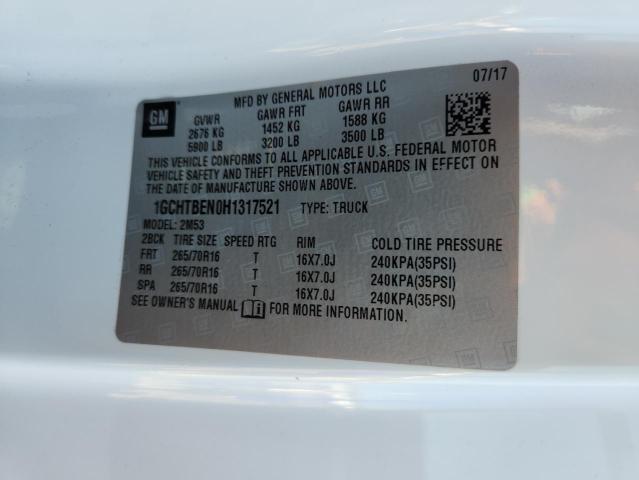 07/17
MFD BY GENERAL MOTORS LLC
GM
GVWR GAWR FRT GAWR RR
2676 KG 1452 KG 1588 KG
5900 LB 3200 LB 3500 LB
THIS VEHICLE CONFORMS TO ALL APPLICABLE U.S. FEDERAL MOTOR
VEHICLE SAFETY AND THEFT PREVENTION STANDARDS IN EFFECT ON
THE DATE OF MANUFACTURE SHOWN ABOVE.
1GCHTBEN0H1317521 TYPE: TRUCK
MODEL: 2M53
2BCK TIRE SIZE SPEED RTG RIM COLD TIRE PRESSURE
FRT 265/70R16 T 16X7.0J 240KPA(35PSI)
RR 265/70R16 T 16X7.0J 240KPA(35PSI)
SPA 265/70R16 T 16X7.0J 240KPA(35PSI)
SEE OWNER'S MANUAL FOR MORE INFORMATION.